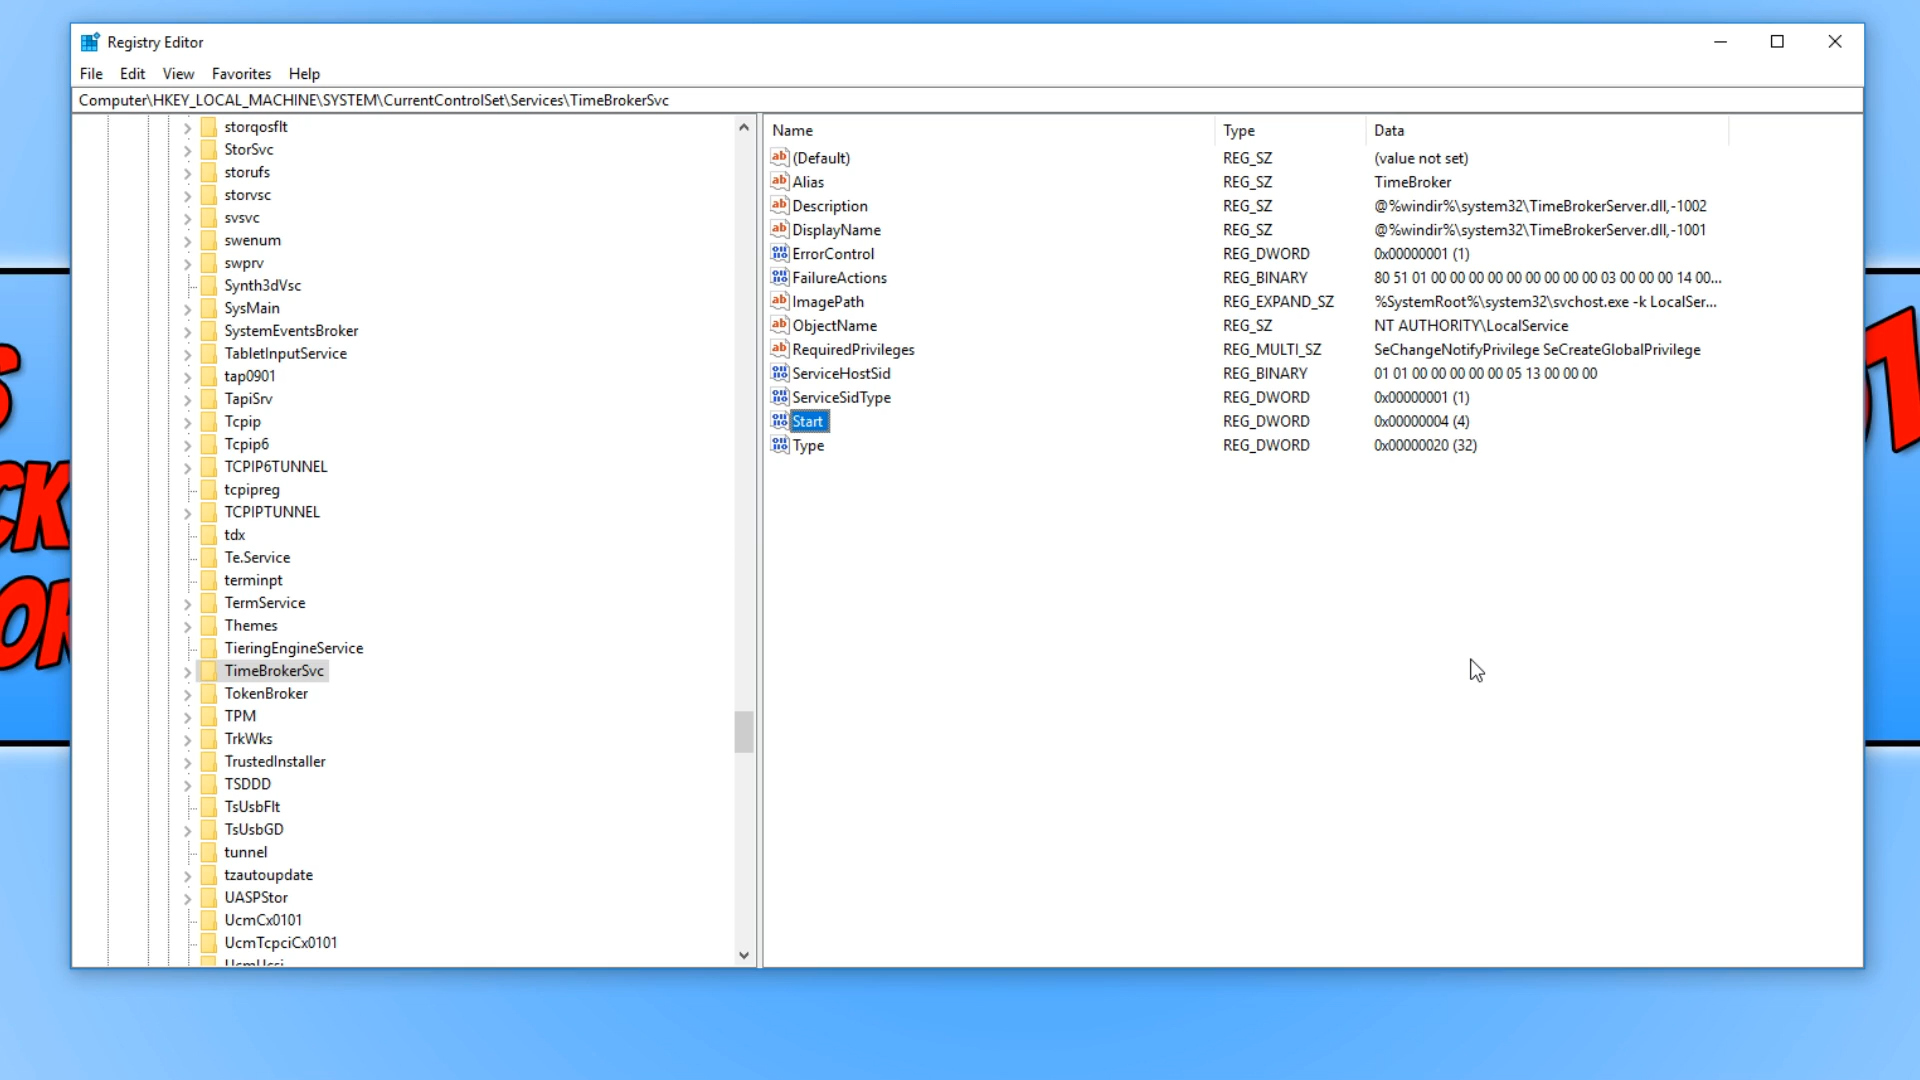 Registry Editor
File Edit View Favorites Help
Computer\HKEY_LOCAL_MACHINE\SYSTEM\CurrentControlSet\Services\TimeBrokerSvc
storqosflt
StorSvc
storufs
storvsc
svsvc
swenum
swprv
Synth3dVsc
SysMain
SystemEventsBroker
TabletInputService
tap0901
TapiSrv
Tcpip
Tcpip6
TCPIP6TUNNEL
tcpipreg
TCPIPTUNNEL
tdx
Te.Service
terminpt
TermService
Themes
TieringEngineService
TimeBrokerSvc
TokenBroker
TPM
TrkWks
TrustedInstaller
TSDDD
TsUsbFlt
TsUsbGD
tunnel
tzautoupdate
UASPStor
UcmCx0101
UcmTcpciCx0101
Name Type Data
(Default) REG_SZ (value not set)
Alias REG_SZ TimeBroker
Description REG_SZ @%windir%\system32\TimeBrokerServer.dll,-1002
DisplayName REG_SZ @%windir%\system32\TimeBrokerServer.dll,-1001
ErrorControl REG_DWORD 0x00000001 (1)
FailureActions REG_BINARY 80 51 01 00 00 00 00 00 00 00 00 00 03 00 00 00 14 00...
ImagePath REG_EXPAND_SZ %SystemRoot%\system32\svchost.exe -k LocalSer...
ObjectName REG_SZ NT AUTHORITY\LocalService
RequiredPrivileges REG_MULTI_SZ SeChangeNotifyPrivilege SeCreateGlobalPrivilege
ServiceHostSid REG_BINARY 01 01 00 00 00 00 00 05 13 00 00 00
ServiceSidType REG_DWORD 0x00000001 (1)
Start REG_DWORD 0x00000004 (4)
Type REG_DWORD 0x00000020 (32)